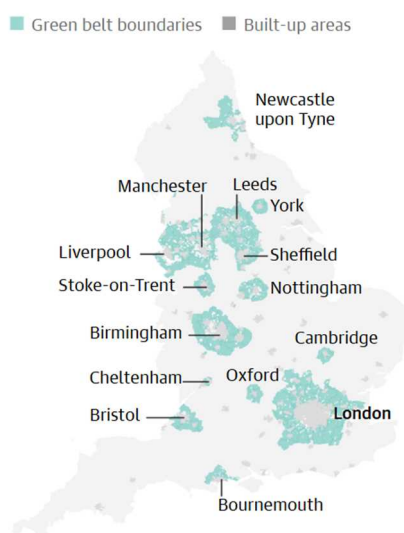 Green belt boundaries
Built-up areas
Newcastle
upon Tyne
Manchester
Leeds
York
Liverpool
Sheffield
Stoke-on-Trent
Nottingham
Birmingham
Cambridge
Cheltenham
Oxford
Bristol
London
Bournemouth